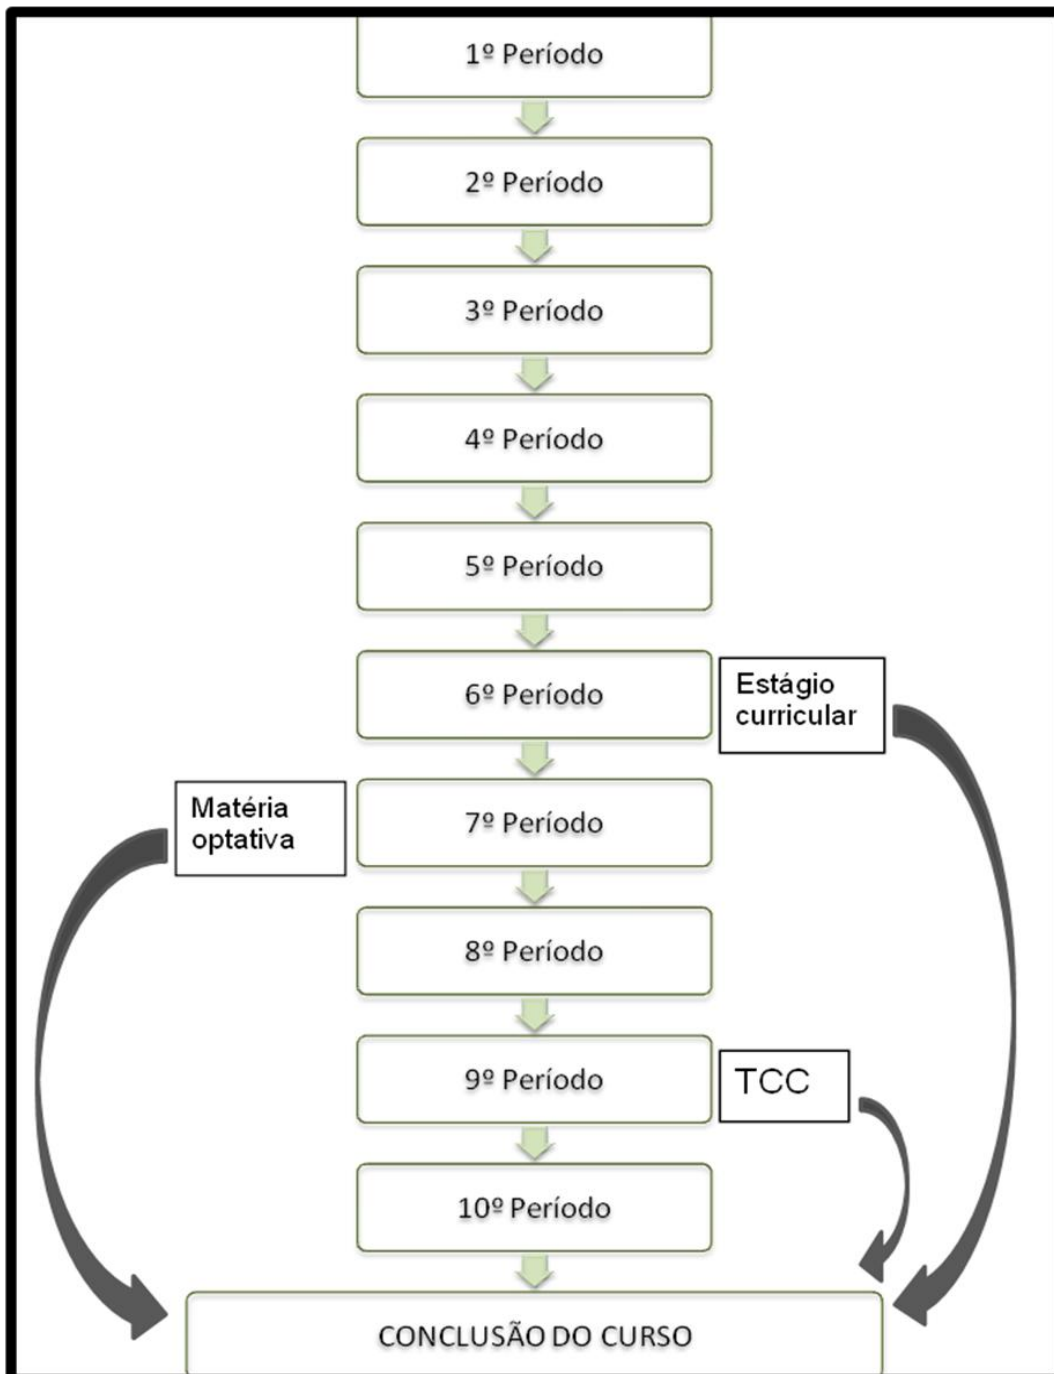 1º Período
2º Período
3º Período
4º Período
5º Período
6º Período
Estágio
curricular
Matéria
optativa
7º Período
8º Período
9º Período
TCC
10º Período
CONCLUSÃO DO CURSO